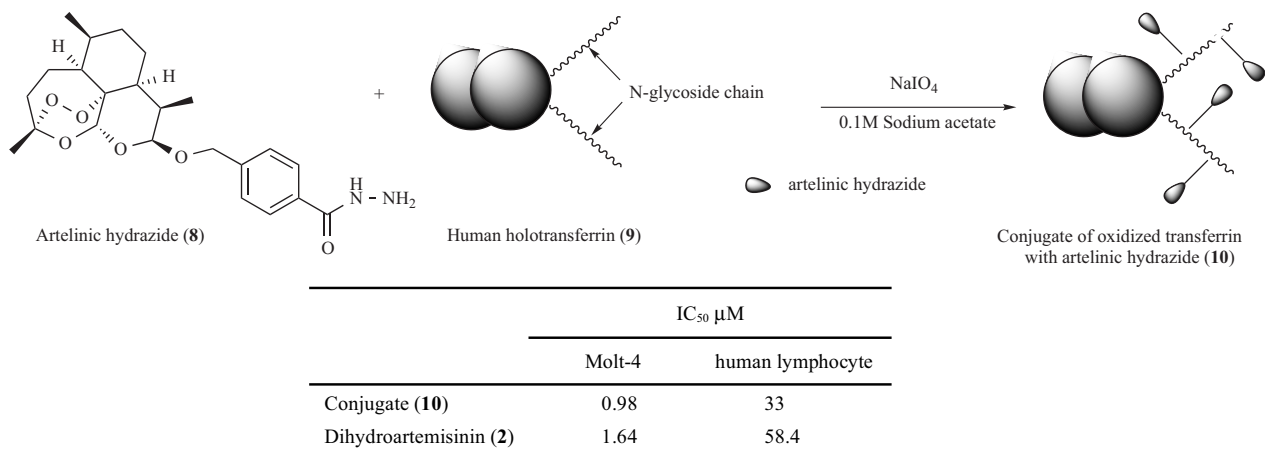 H
H
O
O
O
O
O
H
N - NH₂
O
+
N-glycoside chain
NaIO₄
0.1M Sodium acetate
artelinic hydrazide
Artelinic hydrazide (8)
Human holotransferrin (9)
Conjugate of oxidized transferrin
with artelinic hydrazide (10)
IC₅₀ μM
Molt-4 human lymphocyte
Conjugate (10) 0.98 33
Dihydroartemisinin (2) 1.64 58.4